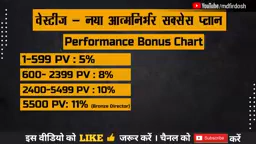 YouTube/mdfirdosh
वेस्टीज – नया आत्मनिर्भर सक्सेस प्लान
Performance Bonus Chart
1-599 PV : 5%
600- 2399 PV : 8%
2400-5499 PV : 10%
5500 PV: 11% (Bronze Director)
इस वीडियो को LIKE जरूर करें । चैनल को Subscribe करें